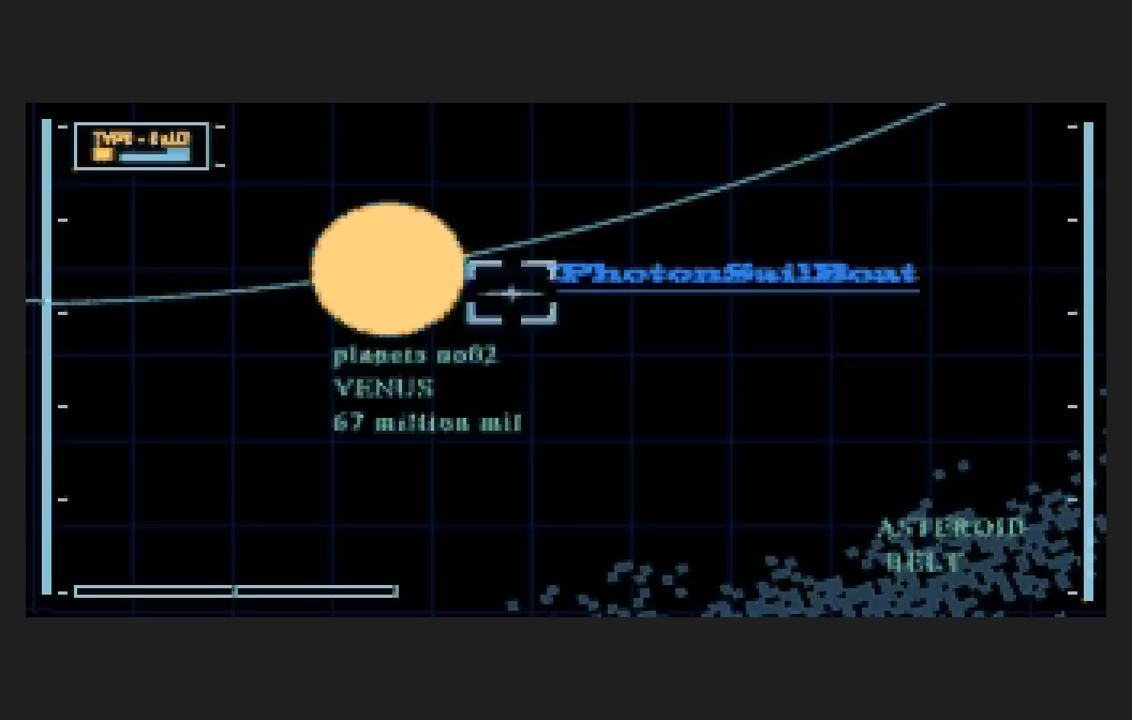 PhotonSailBoat
planets no02
VENUS
67 million mil
ASTEROID
BELT